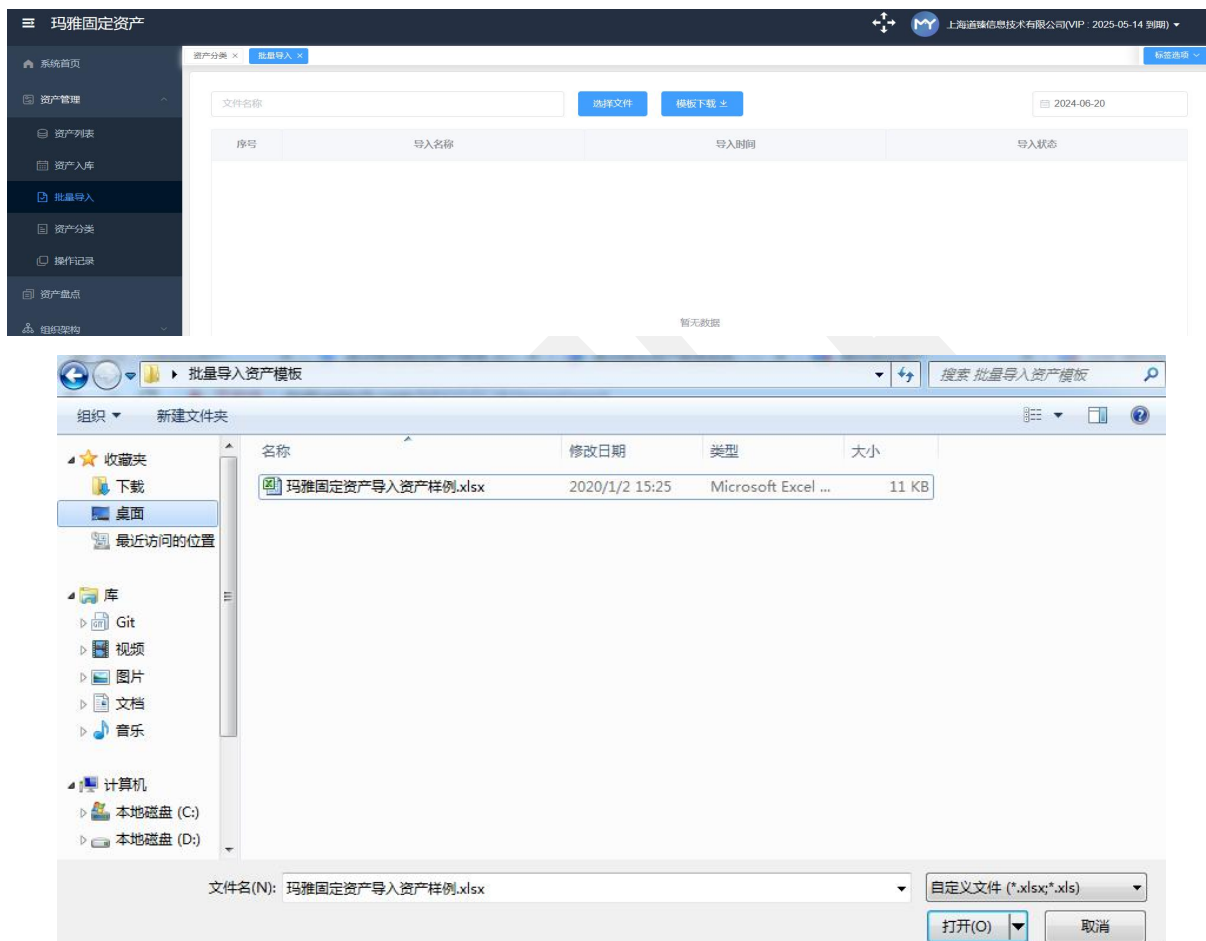 玛雅固定资产
MY 上海道臻信息技术有限公司(VIP : 2025-05-14 到期)
系统首页
资产分类 × 批量导入 × 标签选项
资产管理
文件名称 选择文件 模板下载 2024-06-20
资产列表
序号 导入名称 导入时间 导入状态
资产入库
批量导入
资产分类
操作记录
资产盘点
组织架构
暂无数据
批量导入资产模板 搜索 批量导入资产模板
组织 新建文件夹
名称 修改日期 类型 大小
收藏夹
下载
玛雅固定资产导入资产样例.xlsx 2020/1/2 15:25 Microsoft Excel ... 11 KB
桌面
最近访问的位置
库
Git
视频
图片
文档
音乐
计算机
本地磁盘 (C:)
本地磁盘 (D:)
文件名(N): 玛雅固定资产导入资产样例.xlsx 自定义文件 (*.xlsx;*.xls)
打开(O) 取消